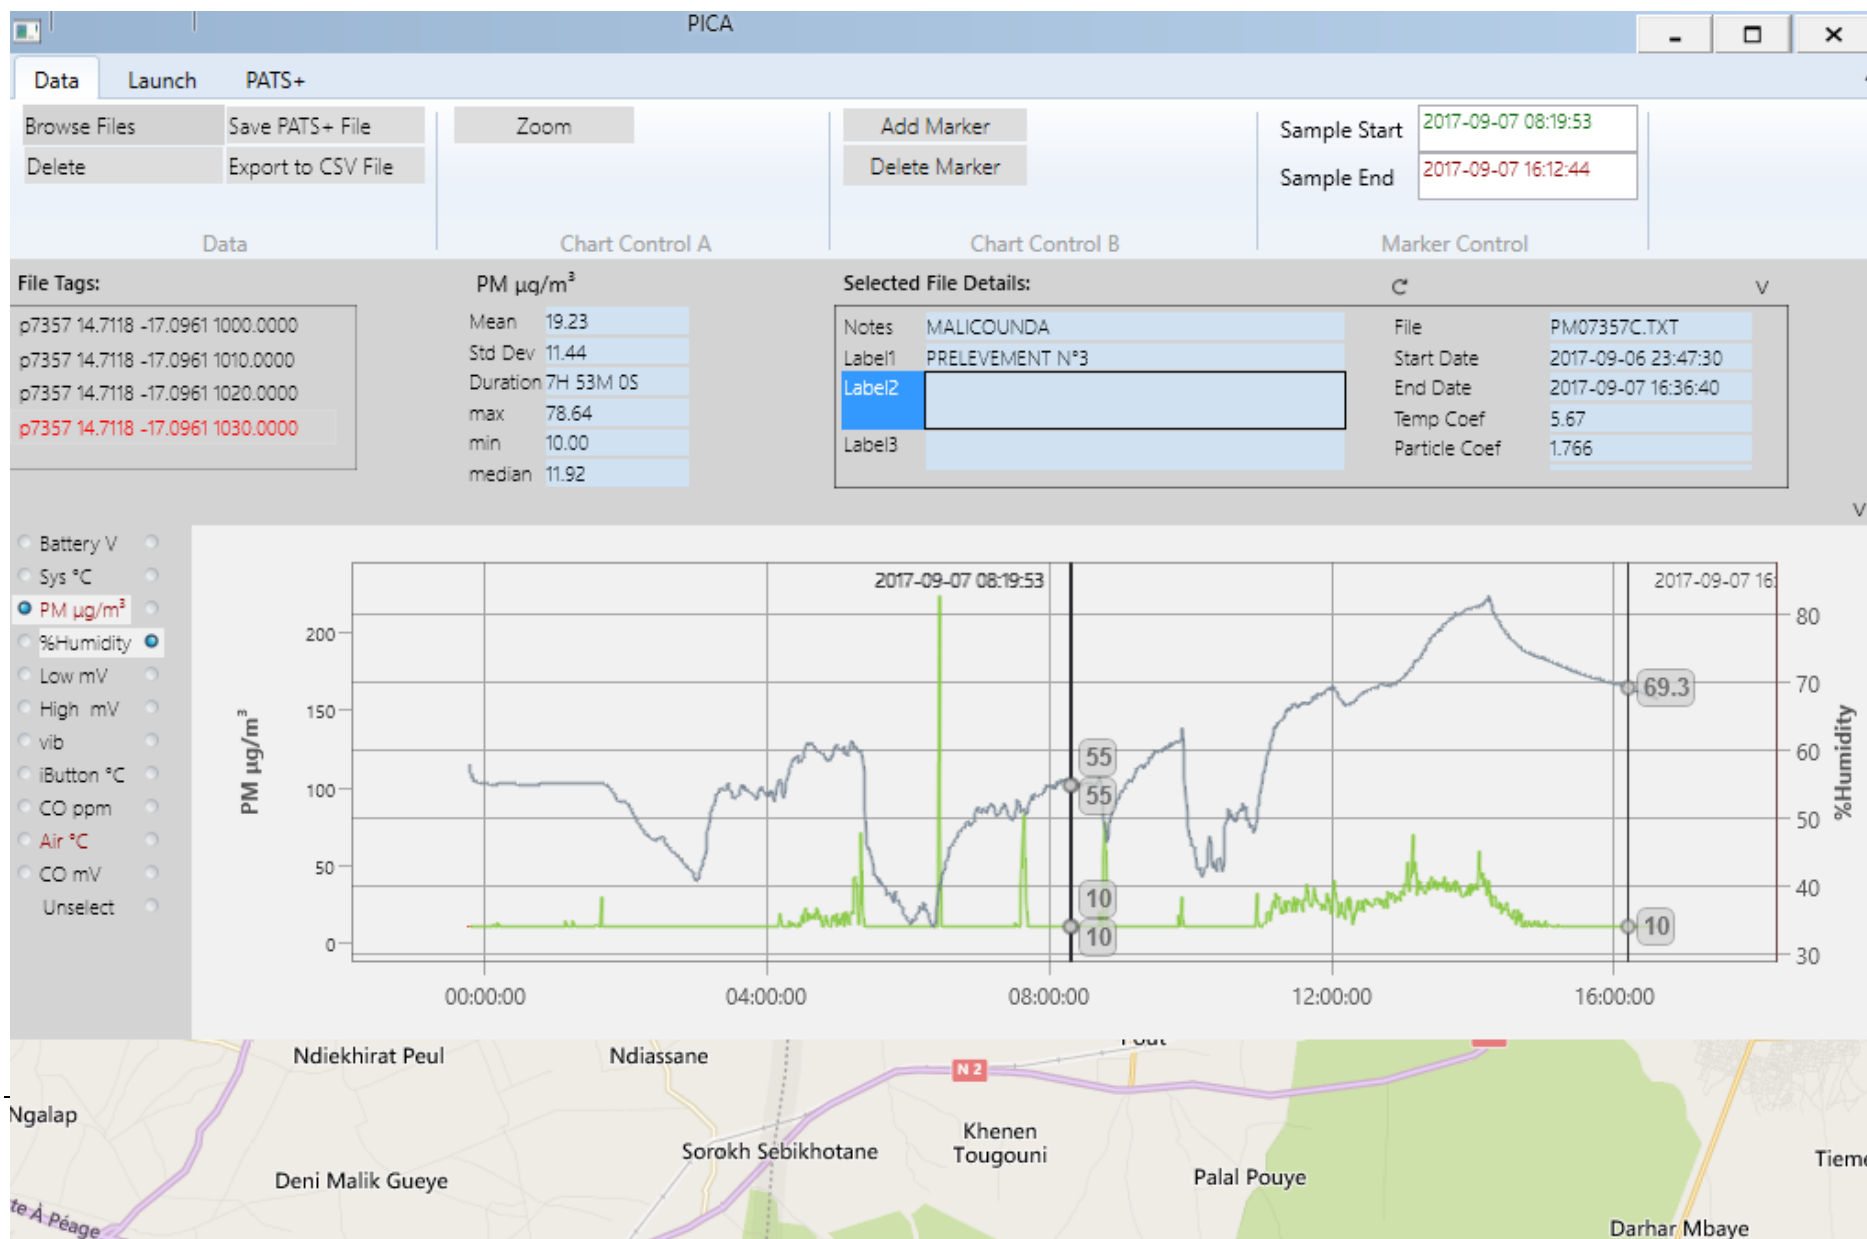 PICA
Data Launch PATS+
Browse Files Save PATS+ File Zoom Add Marker Sample Start 2017-09-07 08:19:53
Delete Export to CSV File Delete Marker Sample End 2017-09-07 16:12:44
Data Chart Control A Chart Control B Marker Control
File Tags:
p7357 14.7118 -17.0961 1000.0000
p7357 14.7118 -17.0961 1010.0000
p7357 14.7118 -17.0961 1020.0000
p7357 14.7118 -17.0961 1030.0000
PM µg/m³
Mean 19.23
Std Dev 11.44
Duration 7H 53M 0S
max 78.64
min 10.00
median 11.92
Selected File Details:
Notes MALICOUNDA
Label1 PRELEVEMENT N°3
Label2
Label3
File PM07357C.TXT
Start Date 2017-09-06 23:47:30
End Date 2017-09-07 16:36:40
Temp Coef 5.67
Particle Coef 1.766
Battery V
Sys °C
PM µg/m³
%Humidity
Low mV
High mV
vib
iButton °C
CO ppm
Air °C
CO mV
Unselect
PM µg/m³
200
150
100
50
0
2017-09-07 08:19:53
2017-09-07 16:
55
55
10
10
69.3
10
80
70
60
50
40
30
%Humidity
00:00:00 04:00:00 08:00:00 12:00:00 16:00:00
Ndiekhirat Peul
Ndiassane
N 2
Ngalap
Khenen
Tougouni
Sorokh Sebikhotane
Deni Malik Gueye
Palal Pouye
Tieme
te À Péage
Darhar Mbaye